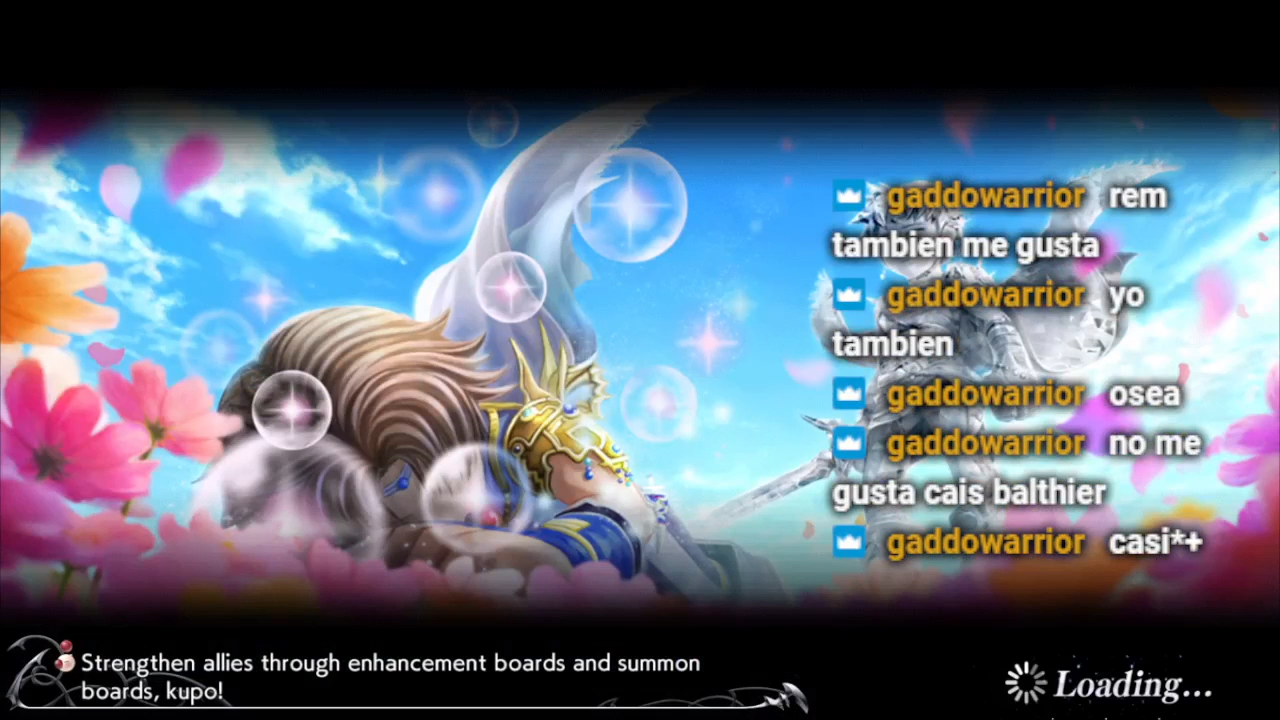 gaddowarrior rem
tambien me gusta
gaddowarrior yo
tambien
gaddowarrior osea
gaddowarrior no me
gusta cais balthier
gaddowarrior casi*+
Strengthen allies through enhancement boards and summon
boards, kupo!
Loading...